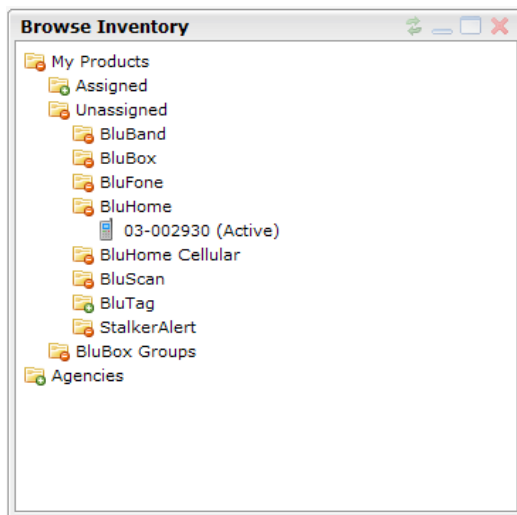 Browse Inventory
My Products
Assigned
Unassigned
BluBand
BluBox
BluFone
BluHome
03-002930 (Active)
BluHome Cellular
BluScan
BluTag
StalkerAlert
BluBox Groups
Agencies